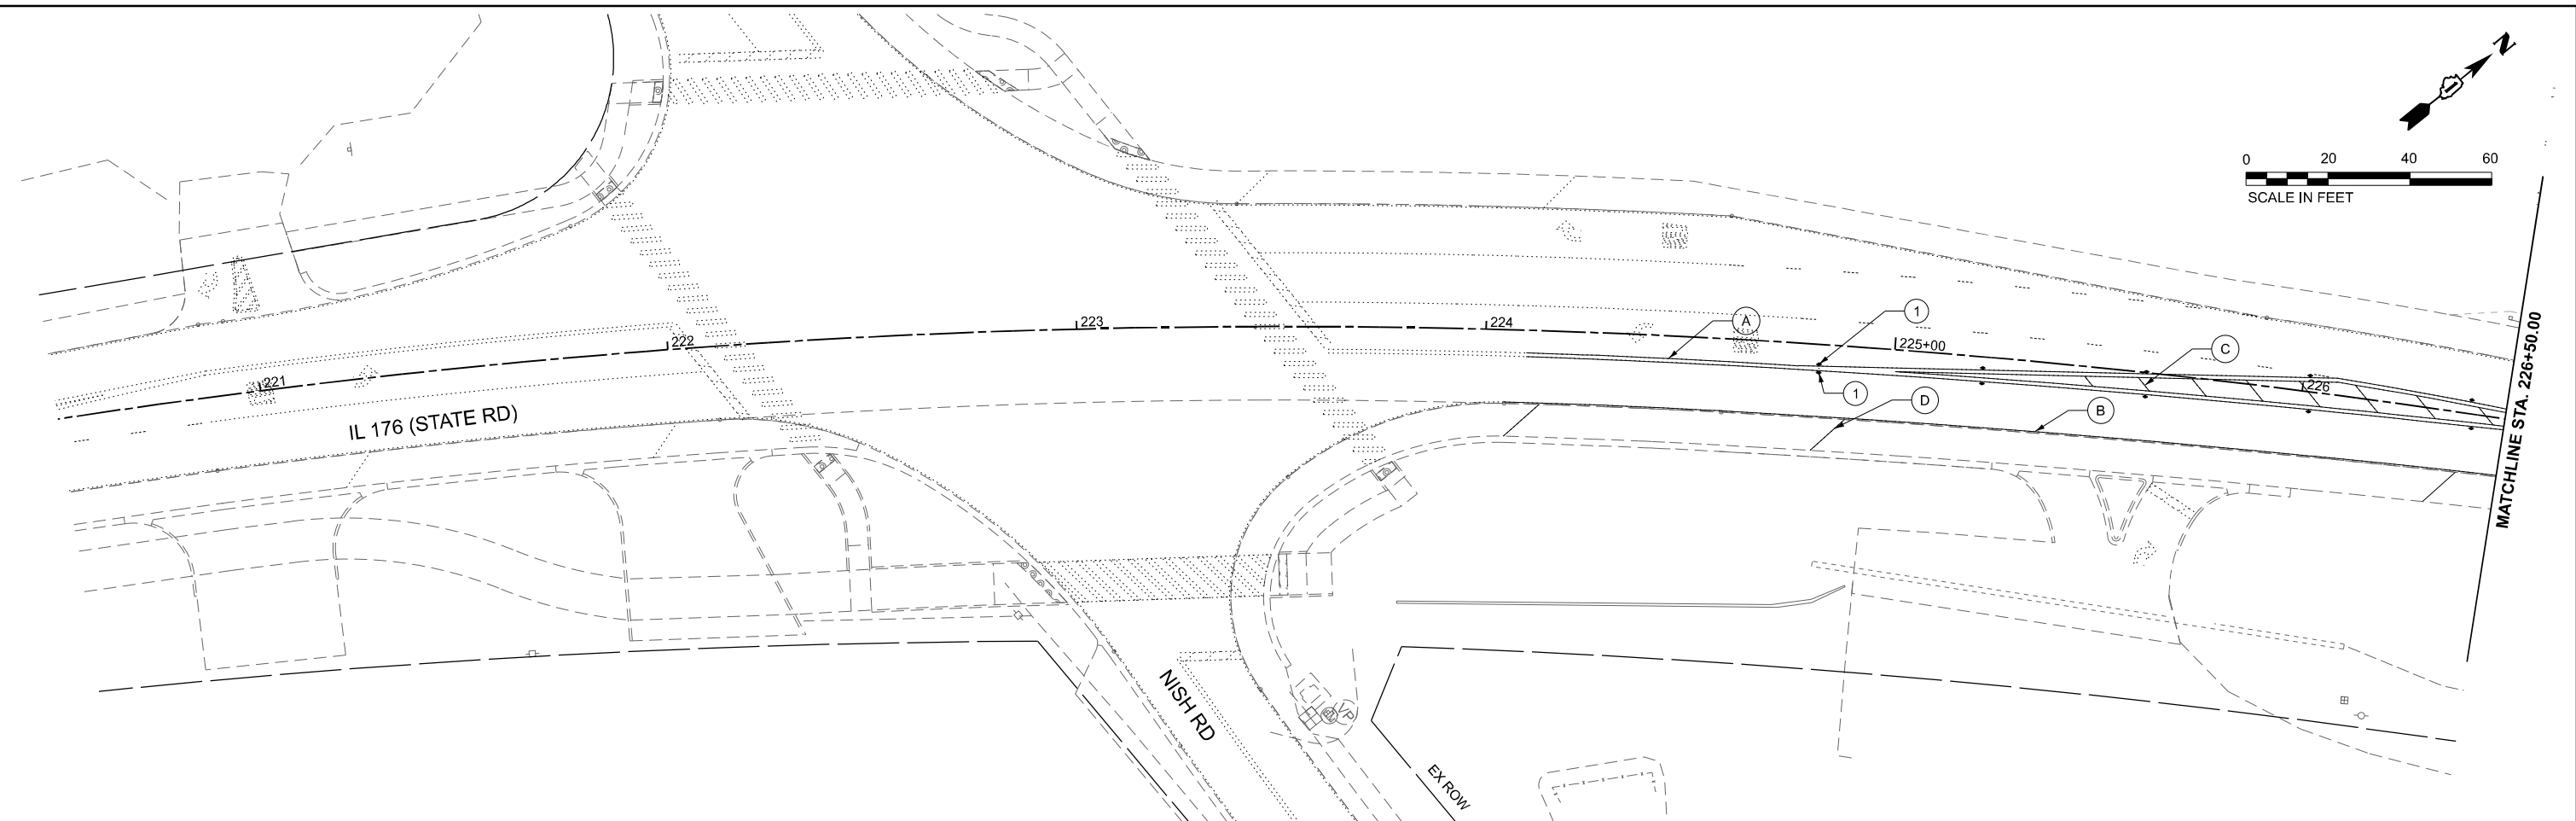 N
0 20 40 60
SCALE IN FEET
223
224
A
1
225+00
C
222
221
226
1
D
B
IL 176 (STATE RD)
MATCHLINE STA. 226+50.00
NISH RD
VP
EX ROW